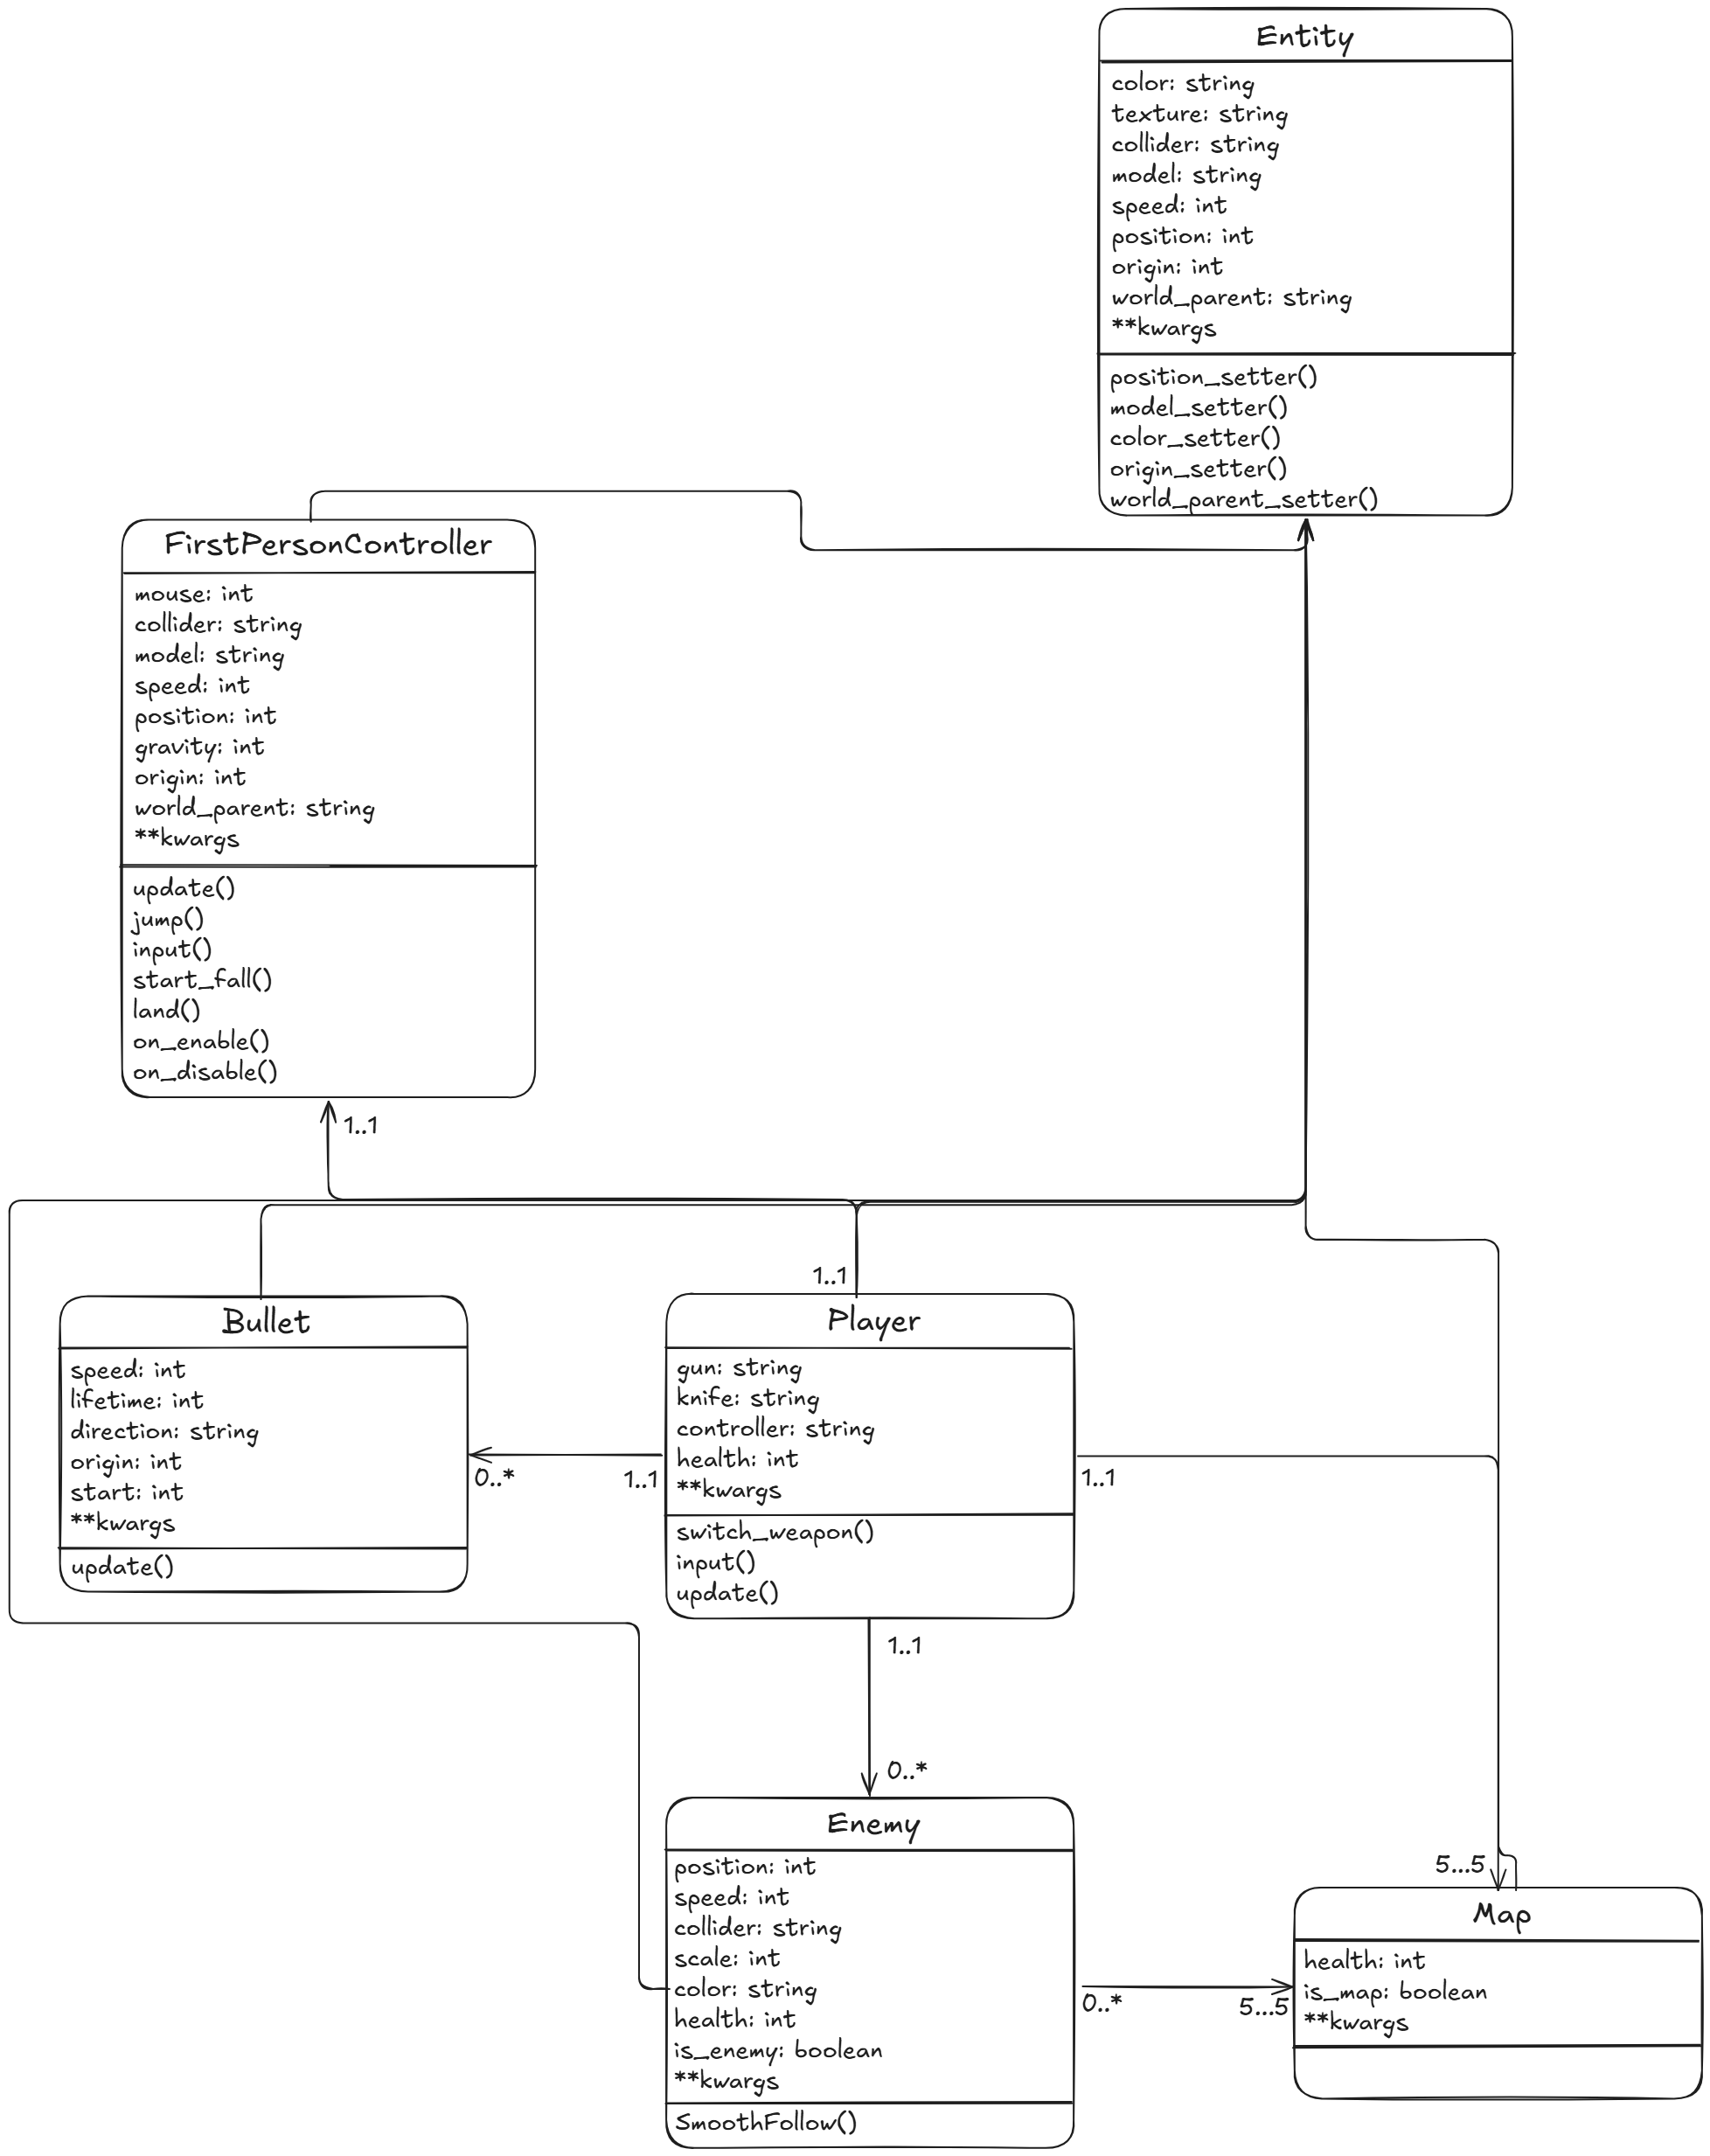 Entity
color: string
texture: string
collider: string
model: string
speed: int
position: int
origin: int
world_parent: string
**kwargs
position_setter()
model_setter()
color_setter()
origin_setter()
world_parent_setter()
FirstPersonController
mouse: int
collider: string
model: string
speed: int
position: int
gravity: int
origin: int
world_parent: string
**kwargs
update()
jump()
input()
start_fall()
land()
on_enable()
on_disable()
1..1
1..1
Bullet
speed: int
lifetime: int
direction: string
origin: int
start: int
**kwargs
update()
0..*
1..1
Player
gun: string
knife: string
controller: string
health: int
**kwargs
switch_weapon()
input()
update()
1..1
1..1
0..*
Enemy
position: int
speed: int
collider: string
scale: int
color: string
health: int
is_enemy: boolean
**kwargs
SmoothFollow()
0..*
5...5
5...5
Map
health: int
is_map: boolean
**kwargs